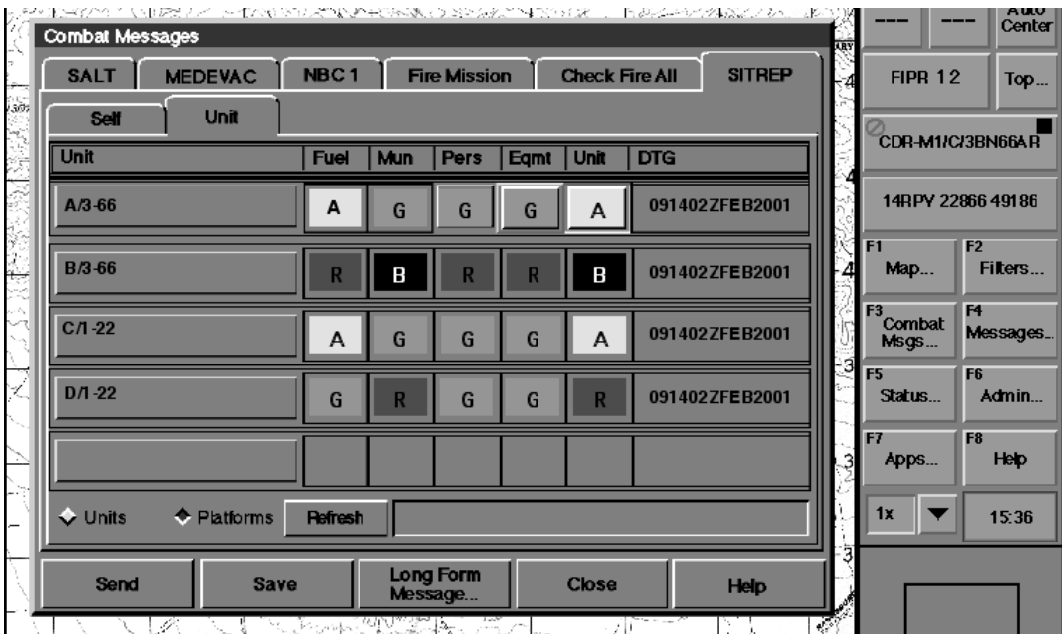 Combat Messages
SALT MEDEVAC NBC 1 Fire Mission Check Fire All SITREP
Self Unit
Unit Fuel Mun Pers Eqmt Unit DTG
A/3-66 A G G G A 091402ZFEB2001
B/3-66 R B R R B 091402ZFEB2001
C/1-22 A G G G A 091402ZFEB2001
D/1-22 G R G G R 091402ZFEB2001
Units Platforms Refresh
Send Save Long Form Message... Close Help
--- --- Auto Center
FIPR 1 2 Top...
CDR-M1/C/3BN66AR
14RPV 22866 49186
F1 Map... F2 Filters...
F3 Combat Msgs... F4 Messages...
F5 Status... F6 Admin...
F7 Apps... F8 Help
1x 15:36